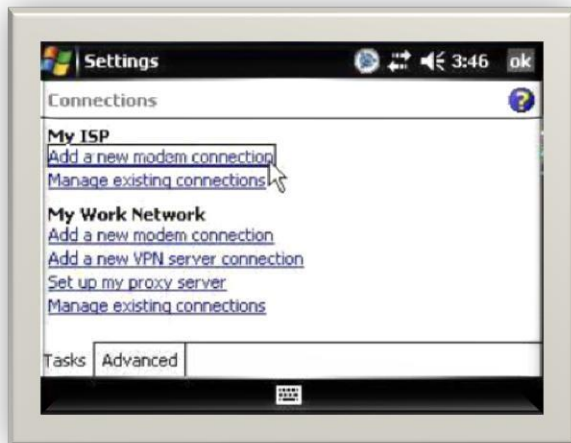 Settings 3:46 ok
Connections
My ISP
Add a new modem connection
Manage existing connections
My Work Network
Add a new modem connection
Add a new VPN server connection
Set up my proxy server
Manage existing connections
Tasks Advanced